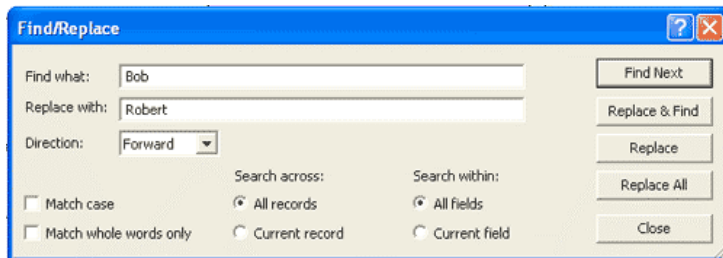 Find/Replace
Find what: Bob
Find Next
Replace with: Robert
Replace & Find
Direction: Forward
Replace
Search across:
Search within:
Replace All
Match case
All records
All fields
Match whole words only
Current record
Current field
Close